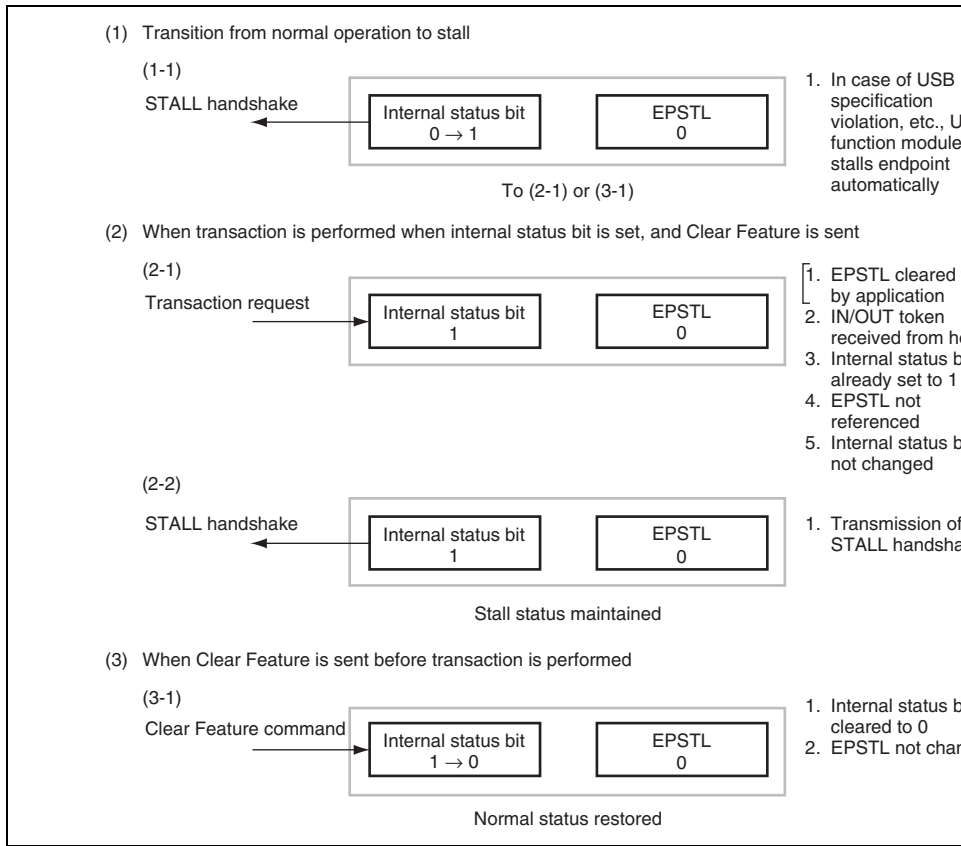 (1) Transition from normal operation to stall
(1-1)
STALL handshake
Internal status bit
0 → 1
EPSTL
0
To (2-1) or (3-1)
1. In case of USB
specification
violation, etc.,
function module
stalls endpoint
automatically
(2) When transaction is performed when internal status bit is set, and Clear Feature is sent
(2-1)
Transaction request
Internal status bit
1
EPSTL
0
1. EPSTL cleared
by application
2. IN/OUT token
received from
3. Internal status
already set to 1
4. EPSTL not
referenced
5. Internal status
not changed
(2-2)
STALL handshake
Internal status bit
1
EPSTL
0
Stall status maintained
1. Transmission of
STALL
(3) When Clear Feature is sent before transaction is performed
(3-1)
Clear Feature command
Internal status bit
1 → 0
EPSTL
0
Normal status restored
1. Internal status
cleared to 0
2. EPSTL not